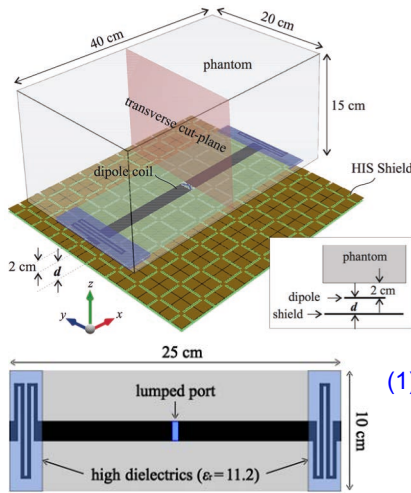 40 cm
20 cm
phantom
15 cm
transverse cut-plane
dipole coil
HIS Shield
2 cm
d
z
y
x
phantom
2 cm
dipole
d
shield
25 cm
lumped port
(1)
10 cm
high dielectrics (εr=11.2)